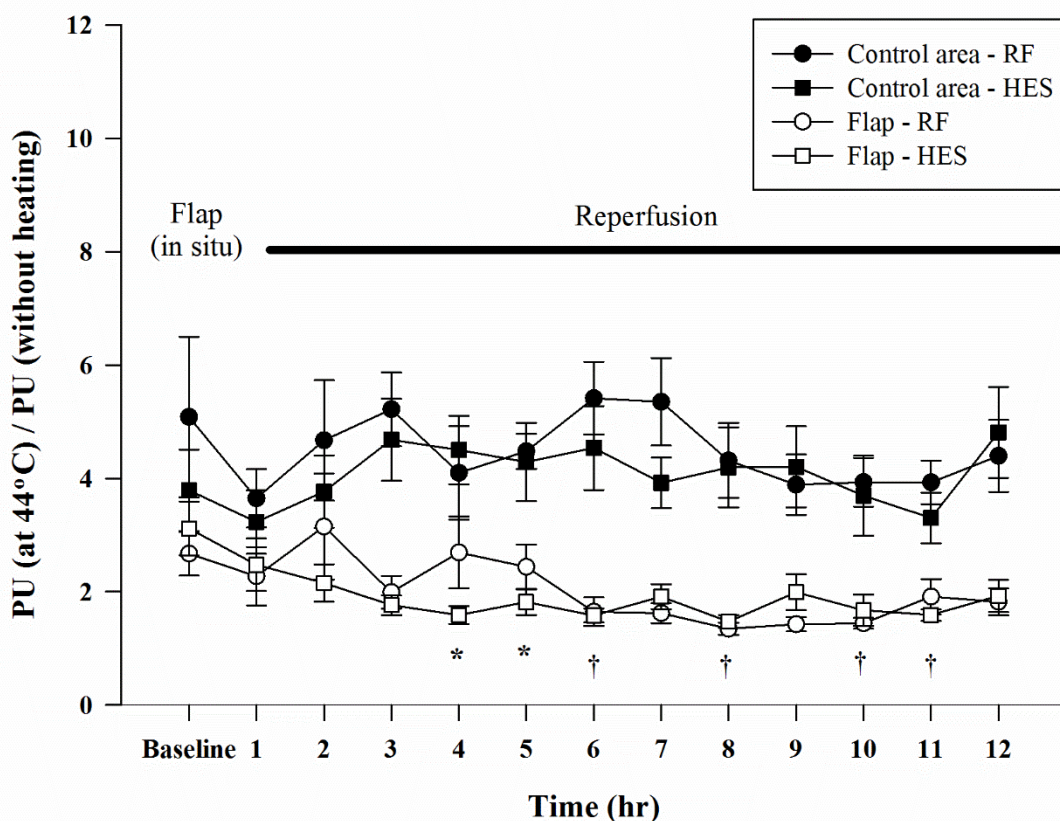 12
10
8
6
4
2
0
PU (at 44°C) / PU (without heating)
Control area - RF
Control area - HES
Flap - RF
Flap - HES
Flap
(in situ)
Reperfusion
* * † † † †
Baseline 1 2 3 4 5 6 7 8 9 10 11 12
Time (hr)